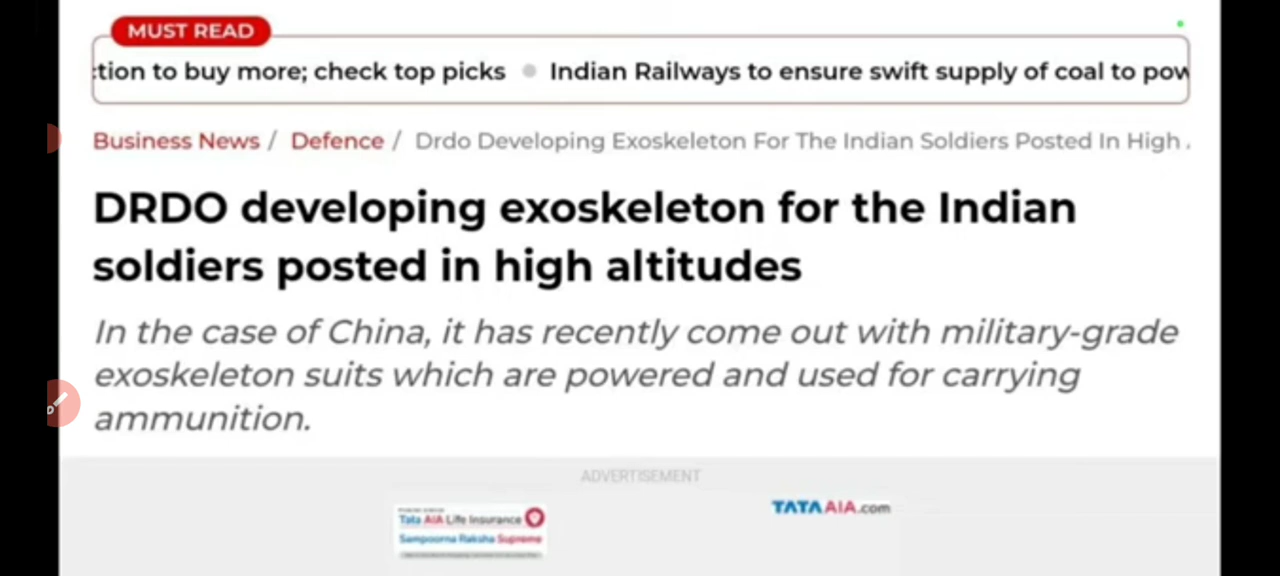 MUST READ
tion to buy more; check top picks Indian Railways to ensure swift supply of coal to pow
Business News / Defence / Drdo Developing Exoskeleton For The Indian Soldiers Posted In High
DRDO developing exoskeleton for the Indian
soldiers posted in high altitudes
In the case of China, it has recently come out with military-grade
exoskeleton suits which are powered and used for carrying
ammunition.
ADVERTISEMENT
TATA AIA.com
Tata AIA Life Insurance
Sampoorna Raksha Supreme